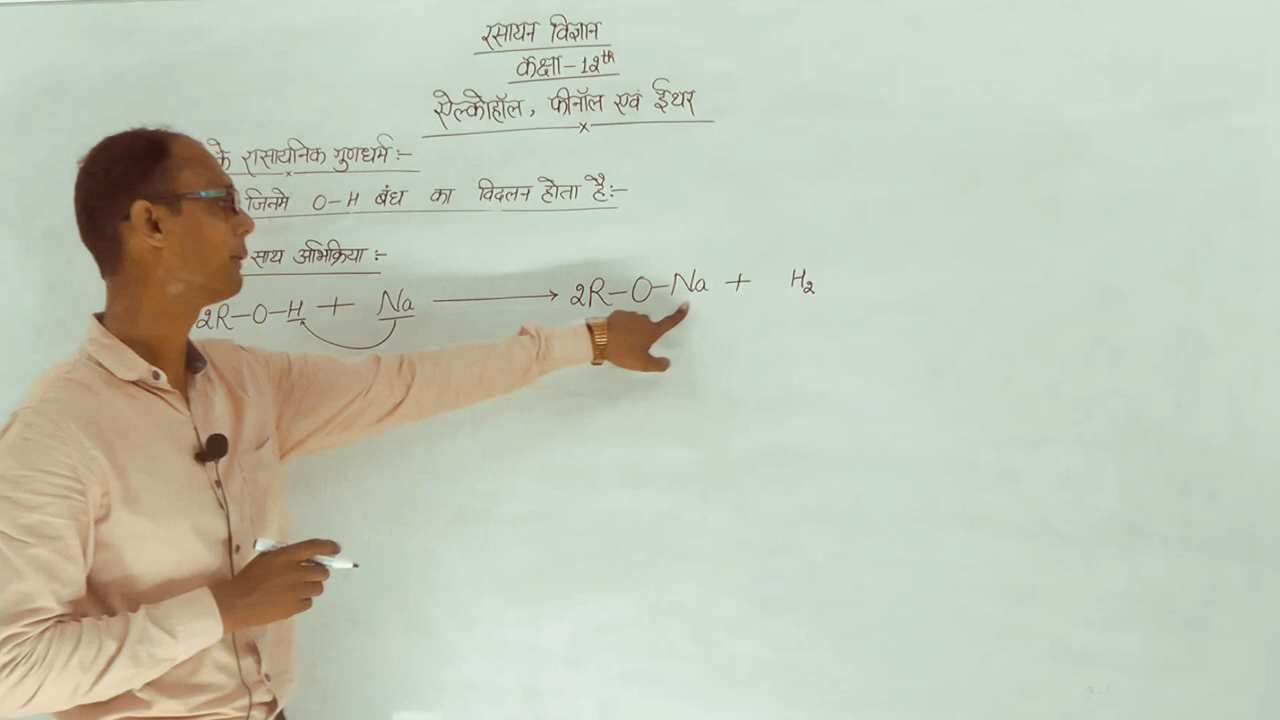 रसायन विज्ञान
कक्षा-12th
ऐल्कोहॉल, फीनॉल एवं ईथर
के रासायनिक गुणधर्म :-
जिनमें O-H बंध का विदलन होता है:-
साथ अभिक्रिया :-
2R-O-H + Na ⟶ 2R-O-Na + H₂